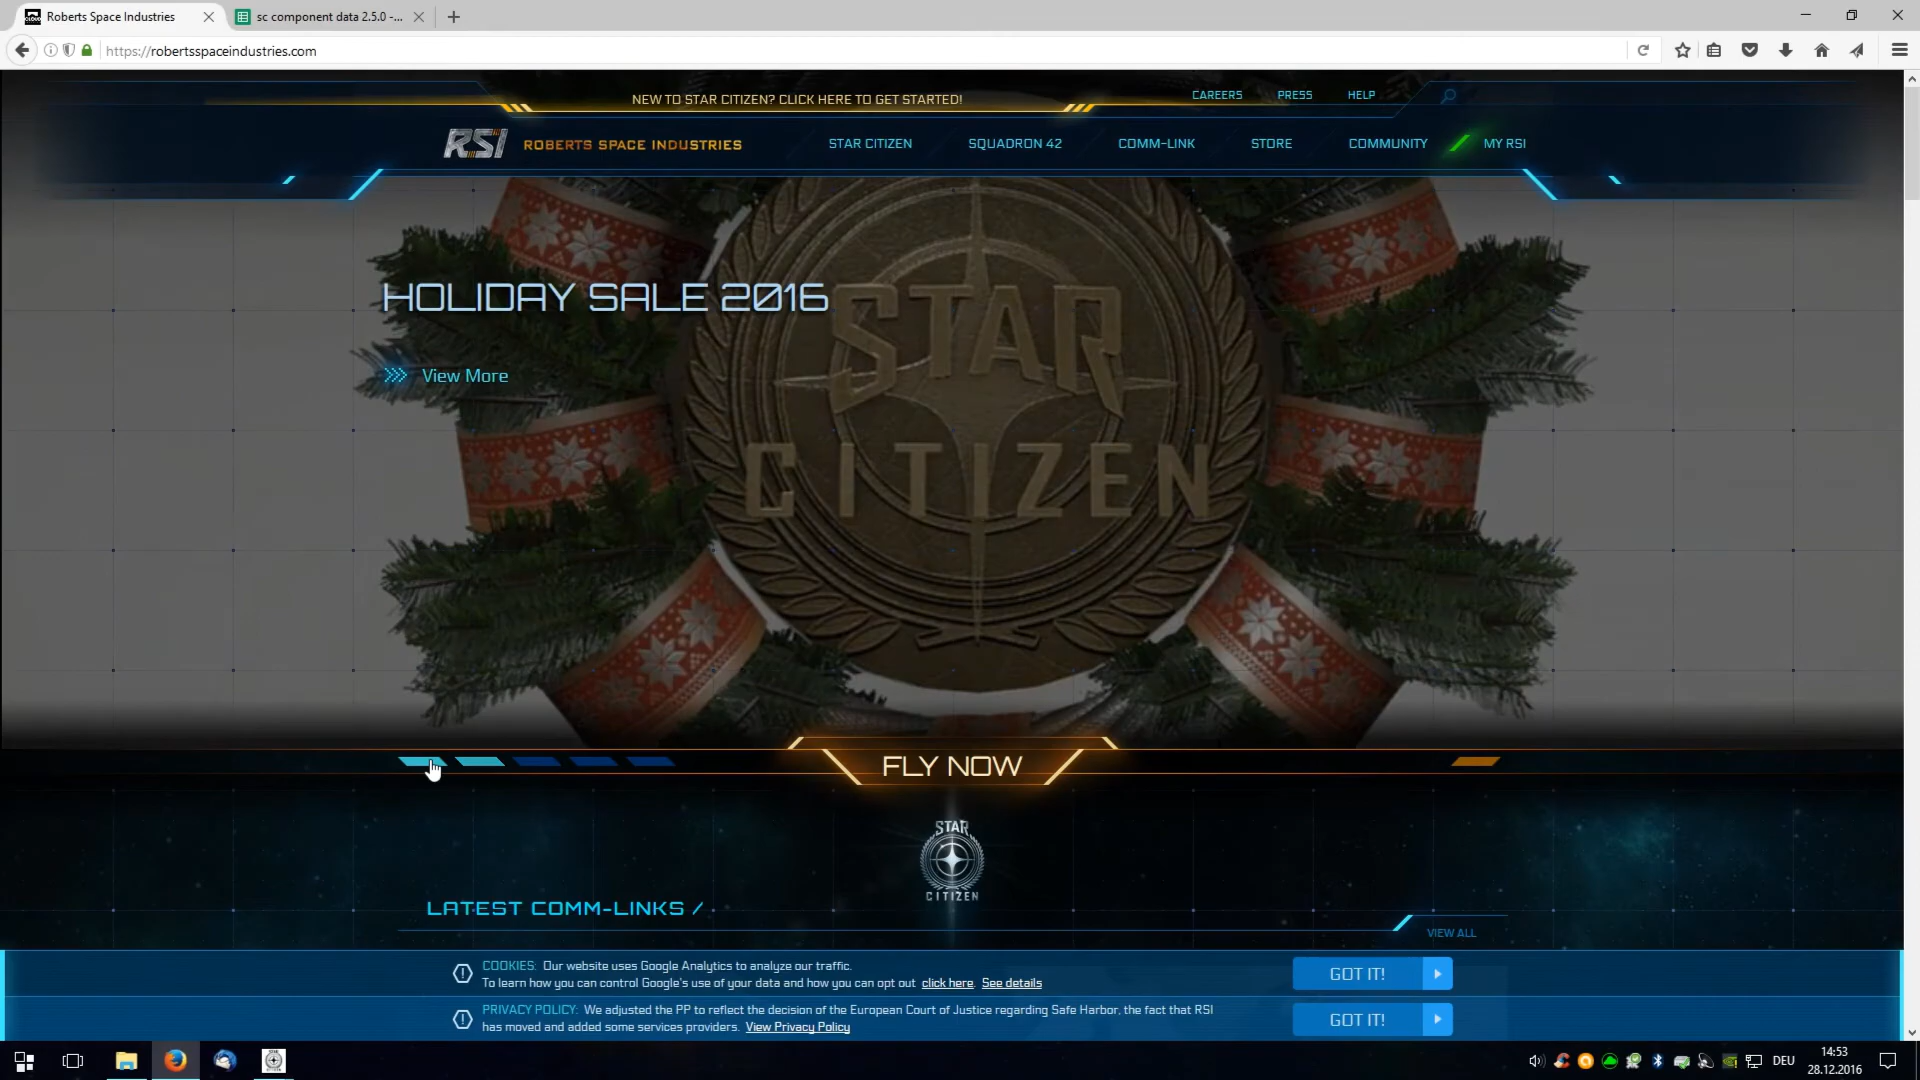 Roberts Space Industries
sc component data 2.5.0 -...
https://robertsspaceindustries.com
NEW TO STAR CITIZEN? CLICK HERE TO GET STARTED!
CAREERS PRESS HELP
RSI ROBERTS SPACE INDUSTRIES
STAR CITIZEN SQUADRON 42 COMM-LINK STORE COMMUNITY MY RSI
HOLIDAY SALE 2016
View More
STAR
CITIZEN
FLY NOW
STAR
CITIZEN
LATEST COMM-LINKS /
VIEW ALL
COOKIES: Our website uses Google Analytics to analyze our traffic.
To learn how you can control Google's use of your data and how you can opt out click here. See details
GOT IT!
PRIVACY POLICY: We adjusted the PP to reflect the decision of the European Court of Justice regarding Safe Harbor, the fact that RSI
has moved and added some services providers. View Privacy Policy
GOT IT!
DEU
14:53
28.12.2016